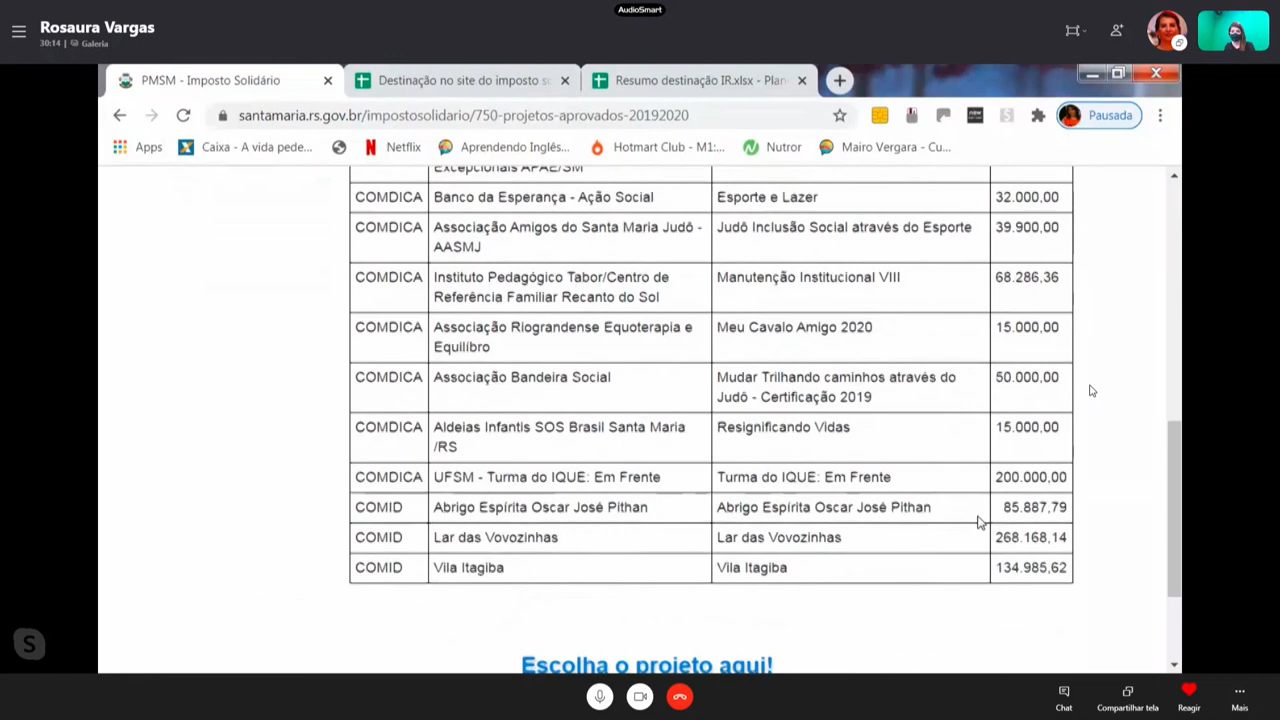 AudioSmart
Rosaura Vargas
30:14 | Galeria
PMSM - Imposto Solidário
Destinação no site do imposto so
Resumo destinação IR.xlsx - Plan
santamaria.rs.gov.br/impostosolidario/750-projetos-aprovados-20192020
Pausada
Apps
Caixa - A vida pede...
Netflix
Aprendendo Inglês...
Hotmart Club - M1:...
Nutror
Mairo Vergara - Cu...
Excepcionais APAE/SM
COMDICA Banco da Esperança - Ação Social Esporte e Lazer 32.000,00
COMDICA Associação Amigos do Santa Maria Judô - Judô Inclusão Social através do Esporte 39.900,00
AASMJ
COMDICA Instituto Pedagógico Tabor/Centro de Manutenção Institucional VIII 68.286,36
Referência Familiar Recanto do Sol
COMDICA Associação Riograndense Equoterapia e Meu Cavalo Amigo 2020 15.000,00
Equilíbro
COMDICA Associação Bandeira Social Mudar Trilhando caminhos através do 50.000,00
Judô - Certificação 2019
COMDICA Aldeias Infantis SOS Brasil Santa Maria Resignificando Vidas 15.000,00
/RS
COMDICA UFSM - Turma do IQUE: Em Frente Turma do IQUE: Em Frente 200.000,00
COMID Abrigo Espírita Oscar José Pithan Abrigo Espírita Oscar José Pithan 85.887,79
COMID Lar das Vovozinhas Lar das Vovozinhas 268.168,14
COMID Vila Itagiba Vila Itagiba 134.985,62
Escolha o projeto aqui!
Chat
Compartilhar tela
Reagir
Mais